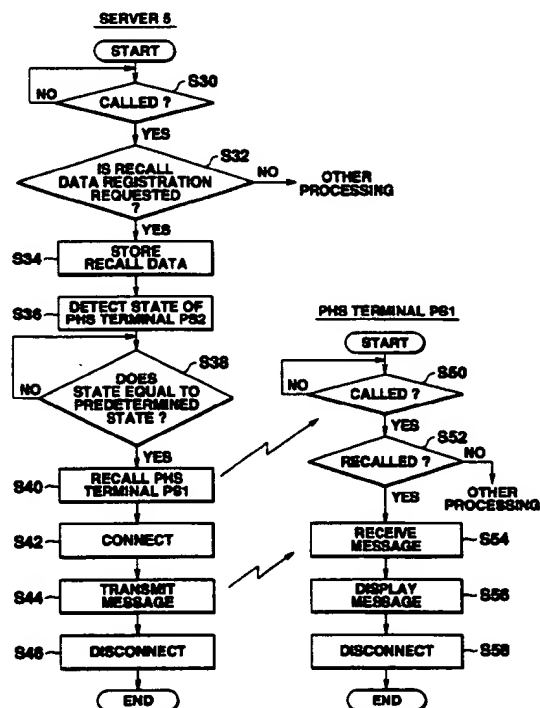 SERVER 5
START
S30
CALLED ?
NO
YES
S32
IS RECALL
DATA REGISTRATION
REQUESTED
?
NO
OTHER
PROCESSING
YES
S34
STORE
RECALL DATA
S36
DETECT STATE OF
PHS TERMINAL PS2
S38
DOES
STATE EQUAL TO
PREDETERMINED
STATE ?
NO
YES
S40
RECALL PHS
TERMINAL PS1
S42
CONNECT
S44
TRANSMIT
MESSAGE
S46
DISCONNECT
END
PHS TERMINAL PS1
START
S50
CALLED ?
NO
YES
S52
RECALLED ?
NO
OTHER
PROCESSING
YES
RECEIVE
MESSAGE
S54
DISPLAY
MESSAGE
S56
DISCONNECT
S58
END